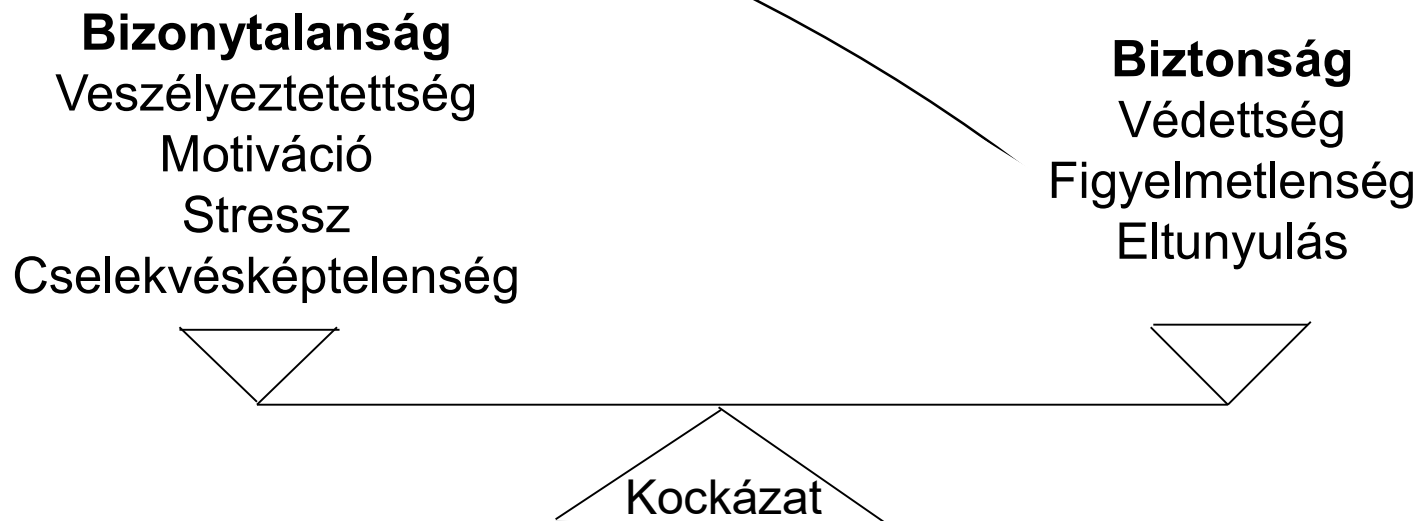 Bizonytalanság
Veszélyeztetettség
Motiváció
Stressz
Cselekvésképtelenség
Biztonság
Védettség
Figyelmetlenség
Eltunyulás
Kockázat